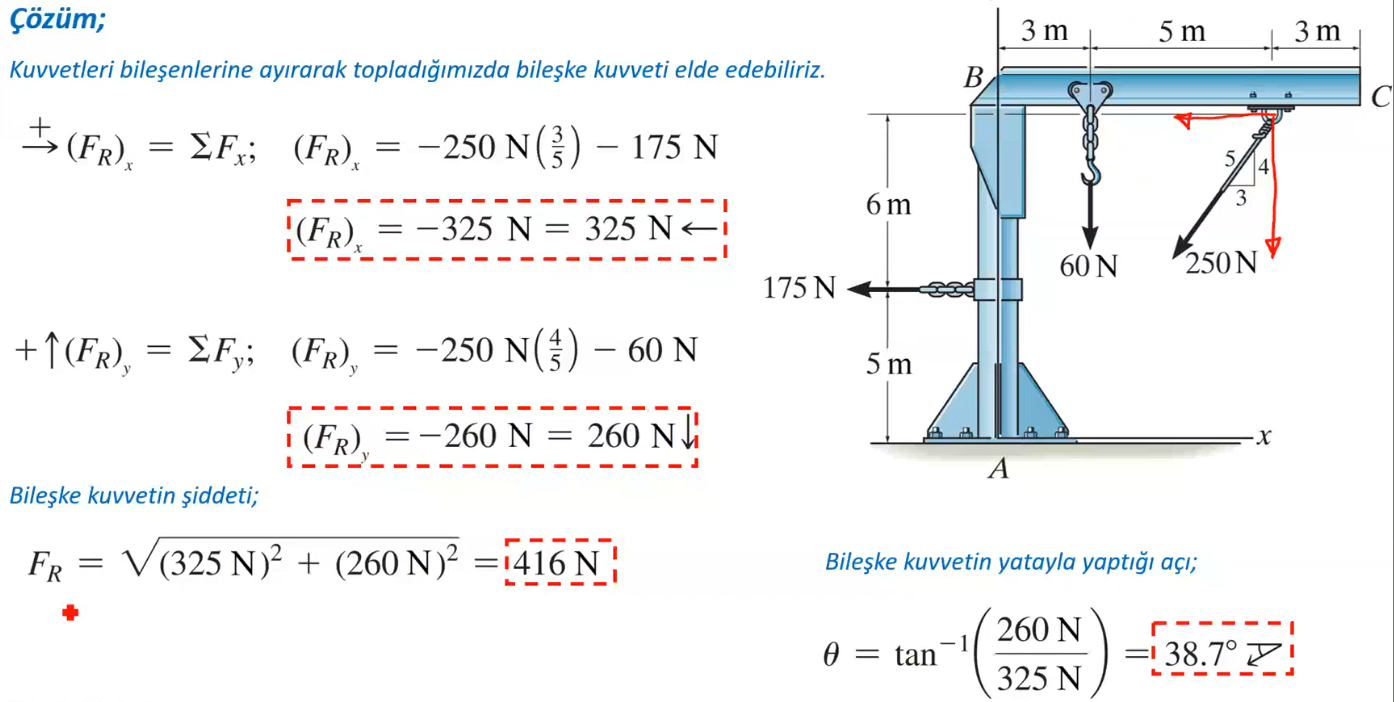 Çözüm;
Kuvvetleri bileşenlerine ayırarak topladığımızda bileşke kuvveti elde edebiliriz.
+→ (F_R)_x = ΣF_x; (F_R)_x = −250 N(3/5) − 175 N
(F_R)_x = −325 N = 325 N ←
+↑(F_R)_y = ΣF_y; (F_R)_y = −250 N(4/5) − 60 N
(F_R)_y = −260 N = 260 N↓
Bileşke kuvvetin şiddeti;
F_R = √((325 N)² + (260 N)²) = 416 N
3 m 5 m 3 m
B
C
5
4
3
6 m
60 N
250 N
175 N
5 m
x
A
Bileşke kuvvetin yatayla yaptığı açı;
θ = tan⁻¹(260 N/325 N) = 38.7°